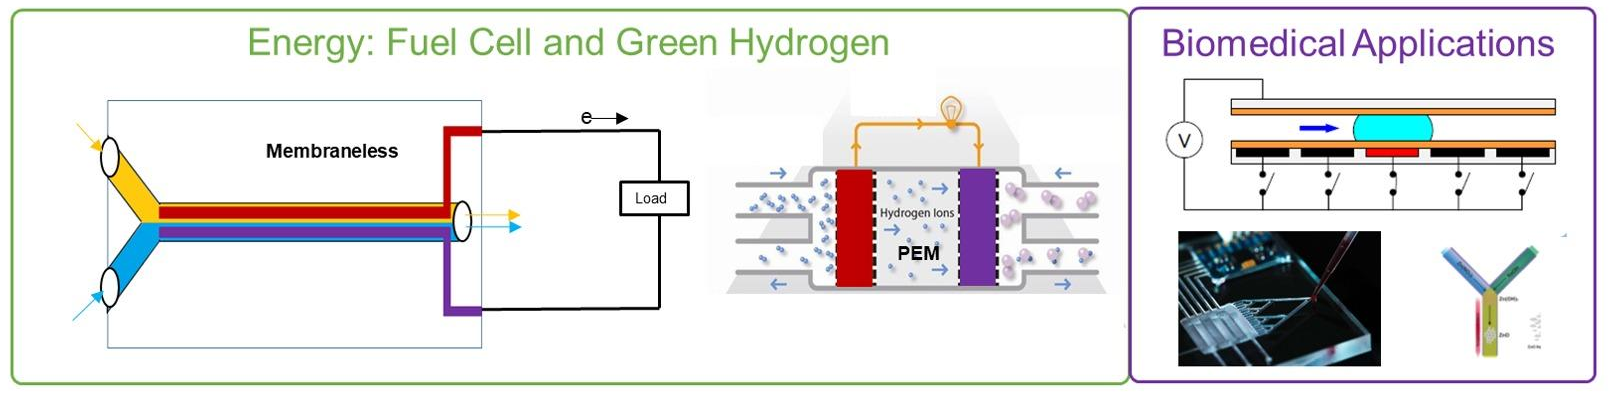 Energy: Fuel Cell and Green Hydrogen
Biomedical Applications
e
Membraneless
Load
Hydrogen Ions
PEM
V